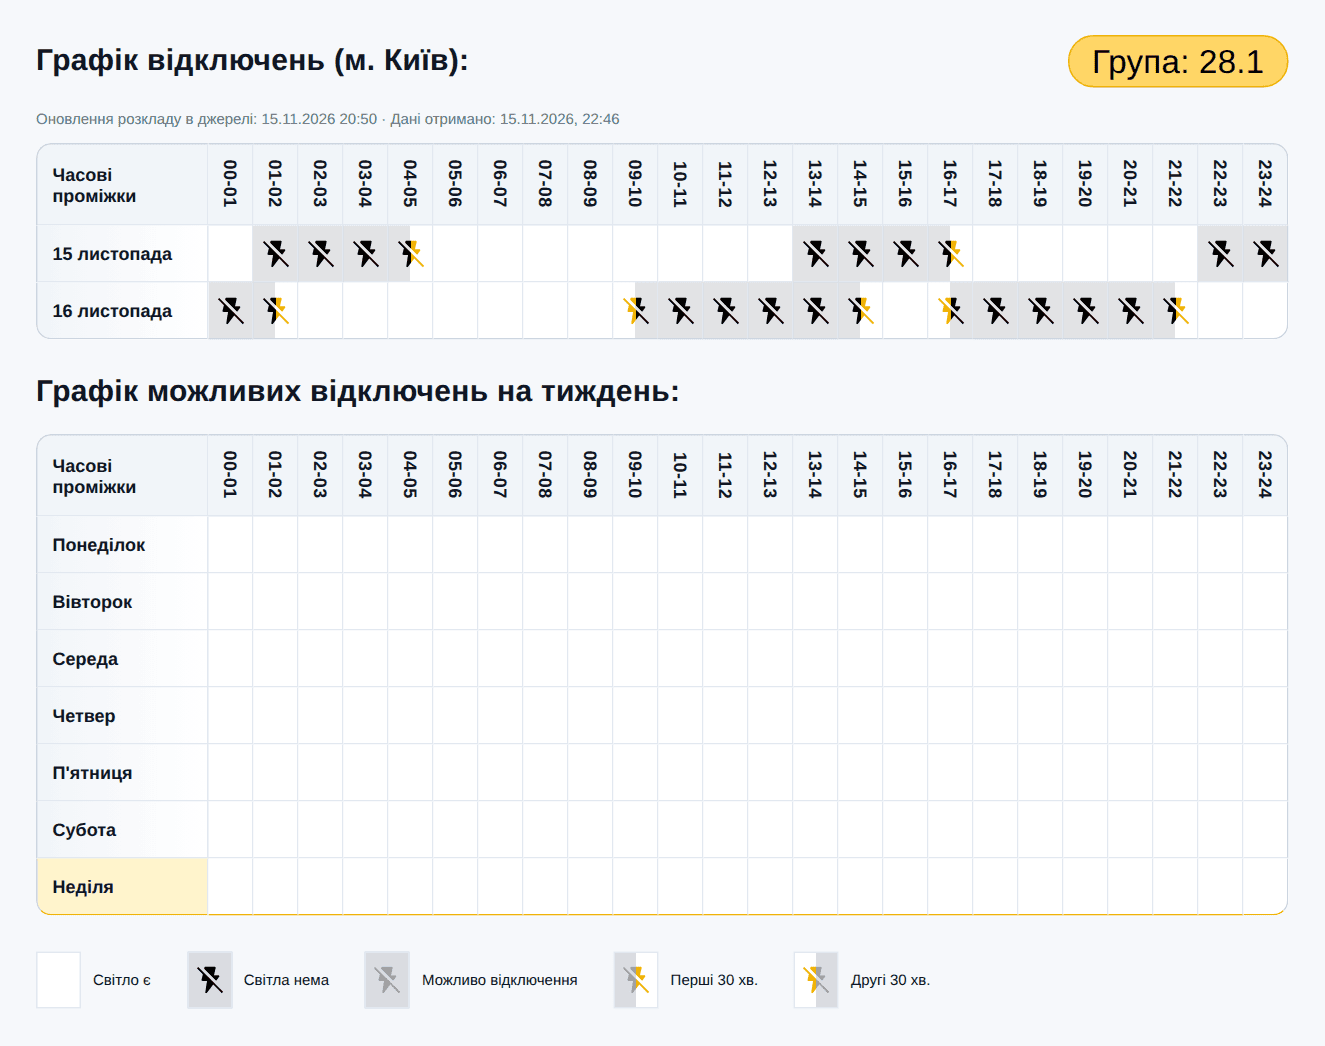 Графік відключень (м. Київ):
Група: 28.1
Оновлення розкладу в джерелі: 15.11.2026 20:50 · Дані отримано: 15.11.2026, 22:46
Часові проміжки 00-01 01-02 02-03 03-04 04-05 05-06 06-07 07-08 08-09 09-10 10-11 11-12 12-13 13-14 14-15 15-16 16-17 17-18 18-19 19-20 20-21 21-22 22-23 23-24
15 листопада
16 листопада
Графік можливих відключень на тиждень:
Часові проміжки 00-01 01-02 02-03 03-04 04-05 05-06 06-07 07-08 08-09 09-10 10-11 11-12 12-13 13-14 14-15 15-16 16-17 17-18 18-19 19-20 20-21 21-22 22-23 23-24
Понеділок
Вівторок
Середа
Четвер
П'ятниця
Субота
Неділя
Світло є Світла нема Можливо відключення Перші 30 хв. Другі 30 хв.